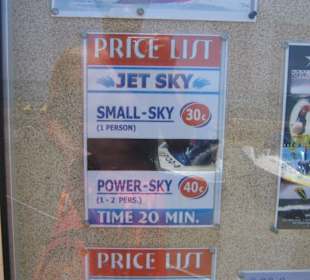 PRICE LIST
JET SKY
SMALL-SKY 30€
(1 PERSON)
POWER-SKY 40€
(1 - 2 PERS.)
TIME 20 MIN.
PRICE LIST